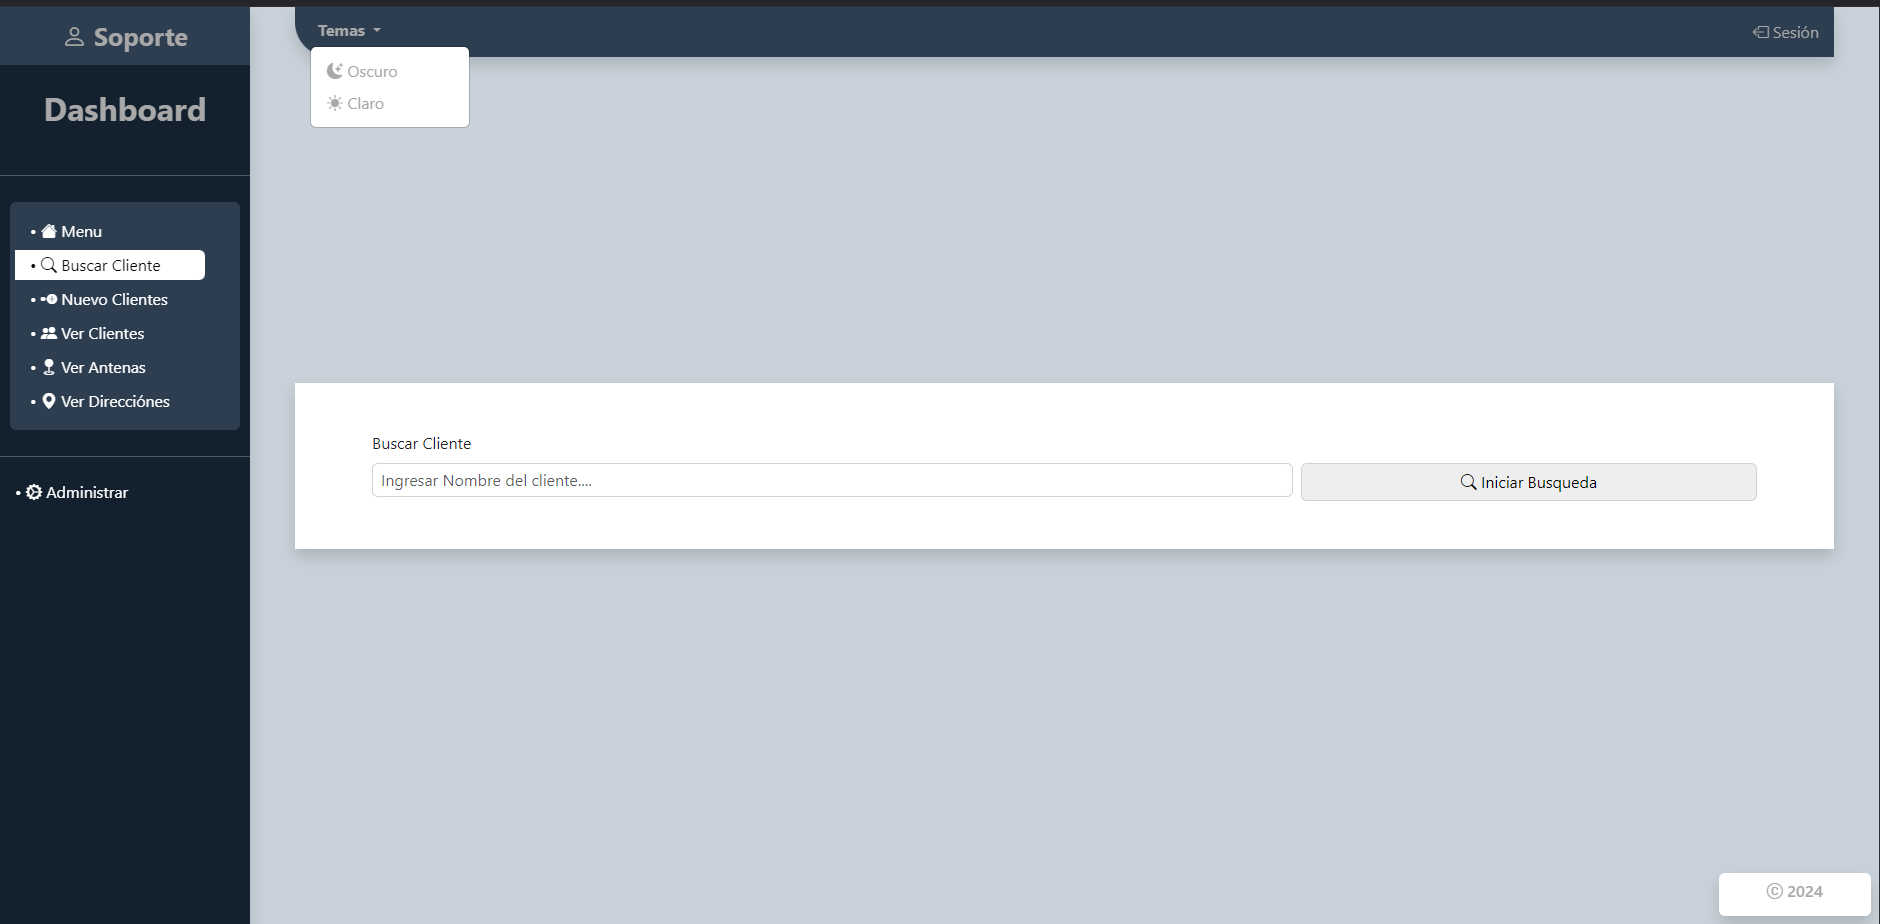 Soporte
Dashboard
• Menu
• Buscar Cliente
• Nuevo Clientes
• Ver Clientes
• Ver Antenas
• Ver Direcciónes
• Administrar
Temas
Sesión
Oscuro
Claro
Buscar Cliente
Ingresar Nombre del cliente....
Iniciar Busqueda
© 2024